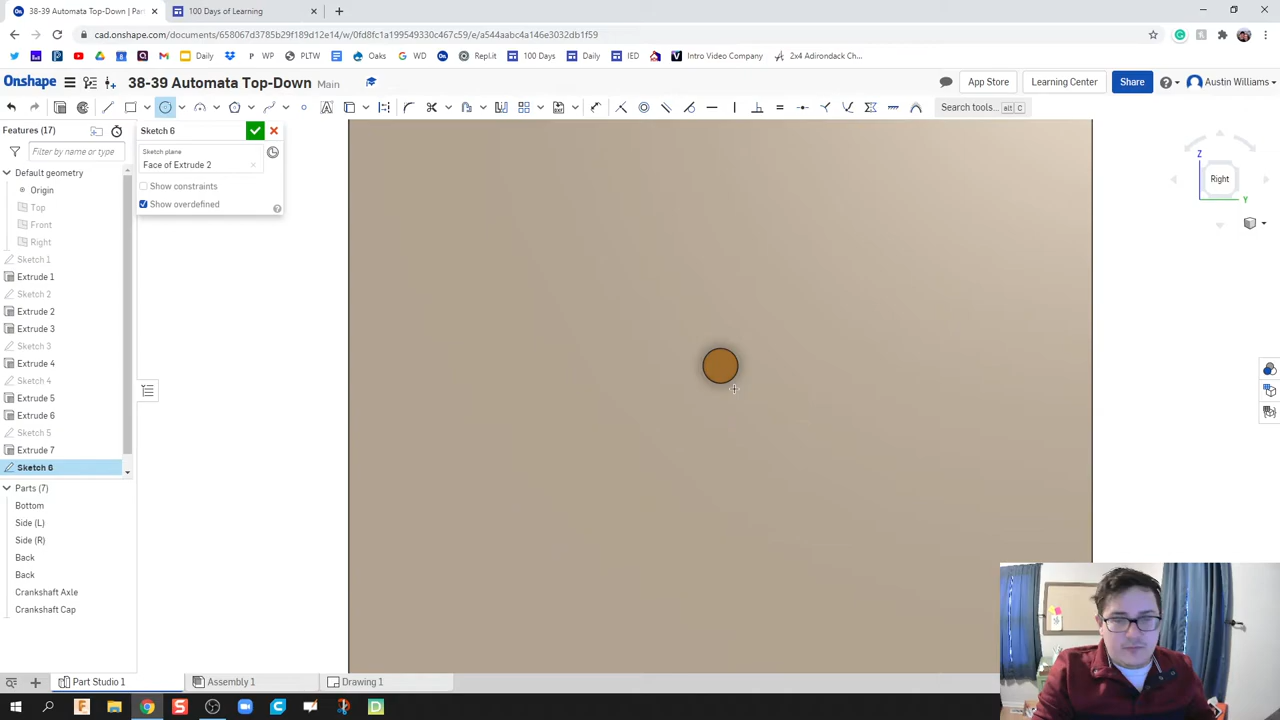 38-39 Automata Top-Down | Part
100 Days of Learning
cad.onshape.com/documents/658067d3785b29f189d12e14/w/0fd8fc1a199549330c467c59/e/a544aabc4a146e3032db1f59
Daily
WP
PLTW
Oaks
WD
Repl.it
100 Days
Daily
IED
Intro Video Company
2x4 Adirondack Ch...
Onshape
38-39 Automata Top-Down Main
App Store
Learning Center
Share
Austin Williams
Search tools... alt C
Features (17)
Filter by name or type
Default geometry
Origin
Top
Front
Right
Sketch 1
Extrude 1
Sketch 2
Extrude 2
Extrude 3
Sketch 3
Extrude 4
Sketch 4
Extrude 5
Extrude 6
Sketch 5
Extrude 7
Sketch 6
Parts (7)
Bottom
Side (L)
Side (R)
Back
Back
Crankshaft Axle
Crankshaft Cap
Sketch 6
Sketch plane
Face of Extrude 2
Show constraints
Show overdefined
Z
Right
Y
Part Studio 1
Assembly 1
Drawing 1